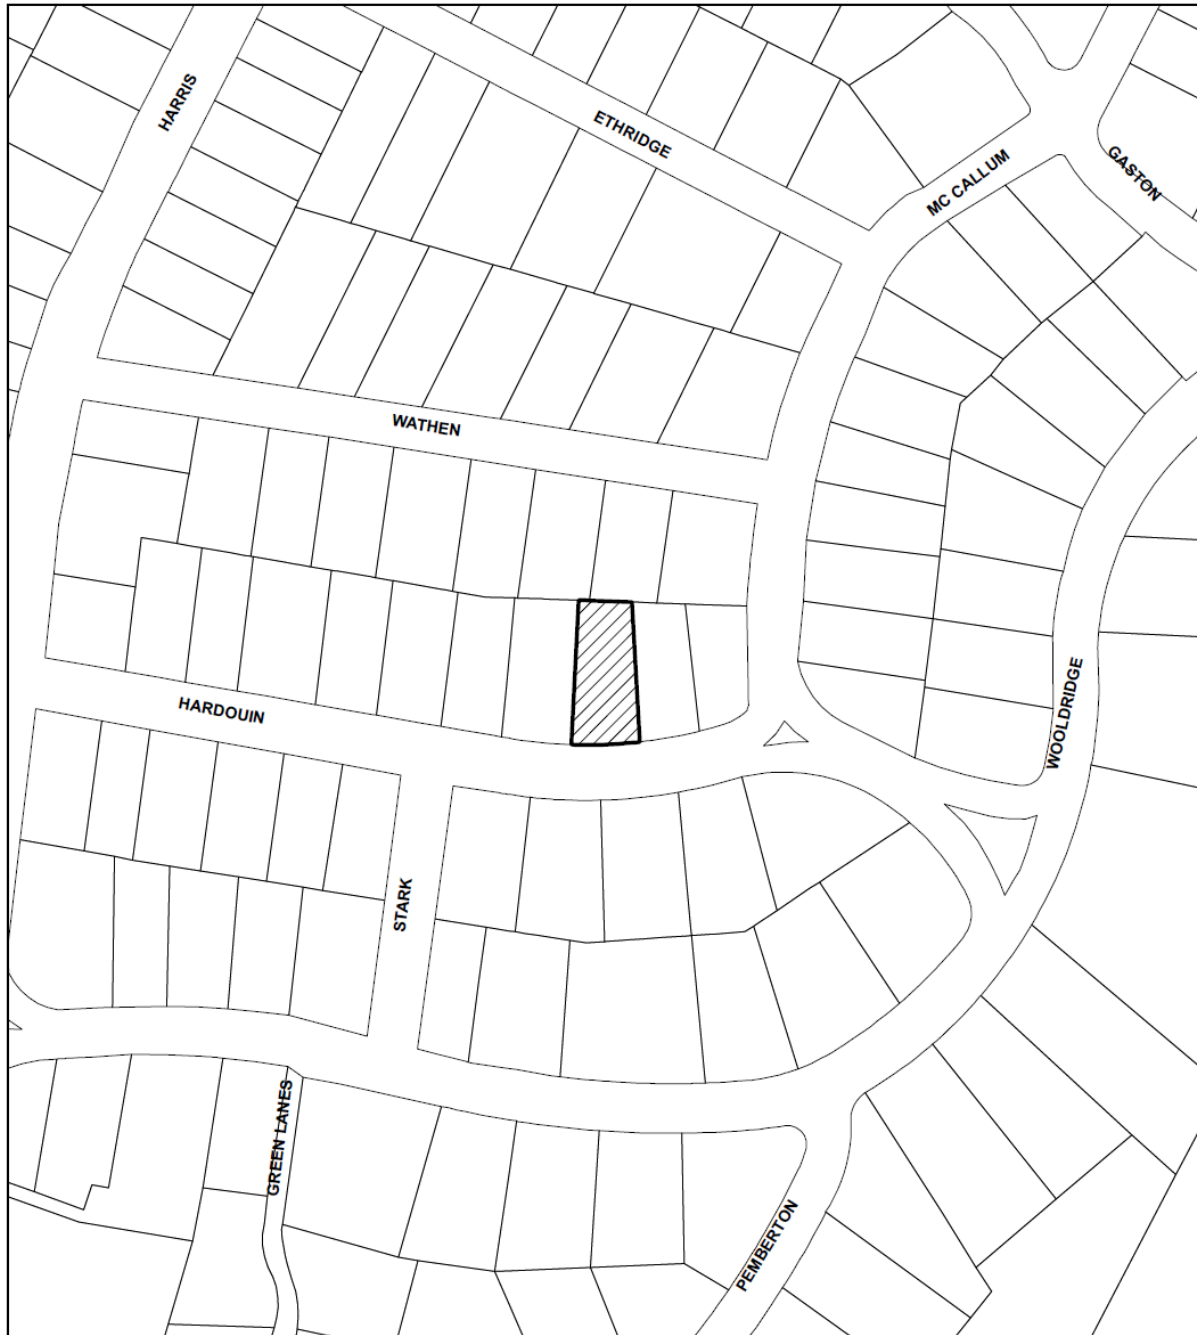 HARRIS
ETHRIDGE
MC CALLUM
GASTON
WATHEN
WOOLDRIDGE
HARDOUIN
STARK
GREEN LANES
PEMBERTON